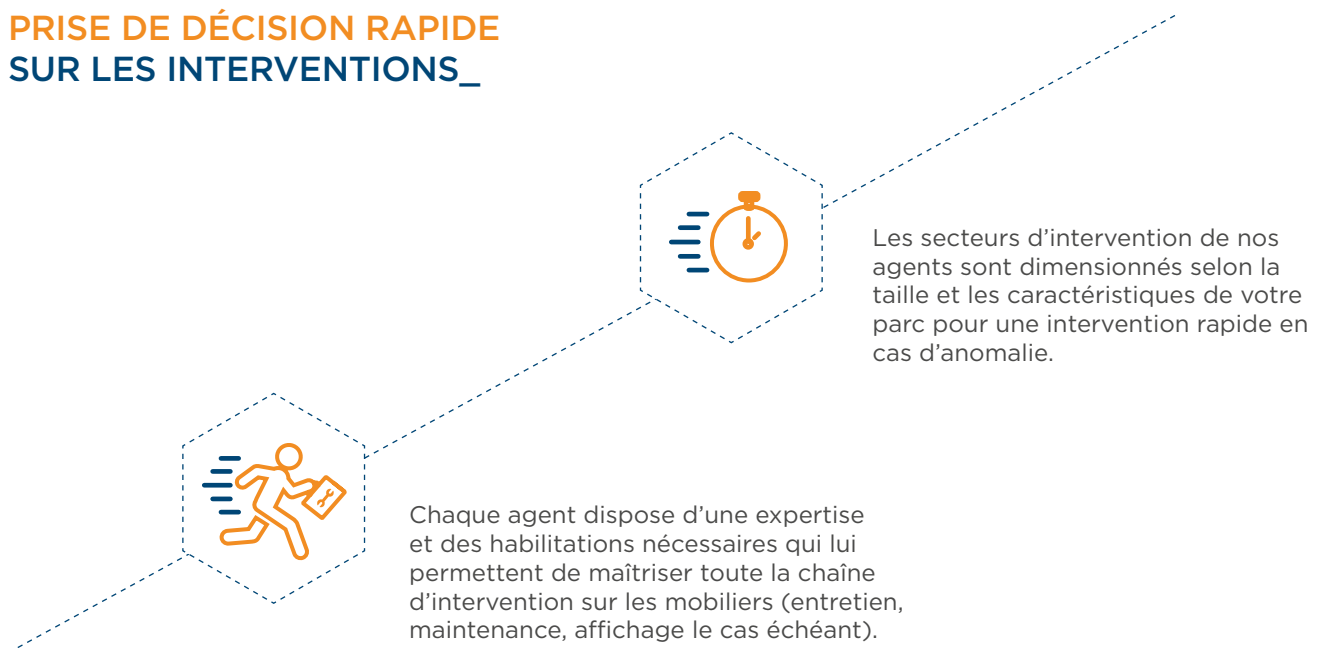 PRISE DE DÉCISION RAPIDE
SUR LES INTERVENTIONS_
Les secteurs d’intervention de nos
agents sont dimensionnés selon la
taille et les caractéristiques de votre
parc pour une intervention rapide en
cas d’anomalie.
Chaque agent dispose d’une expertise
et des habilitations nécessaires qui lui
permettent de maîtriser toute la chaîne
d’intervention sur les mobiliers (entretien,
maintenance, affichage le cas échéant).